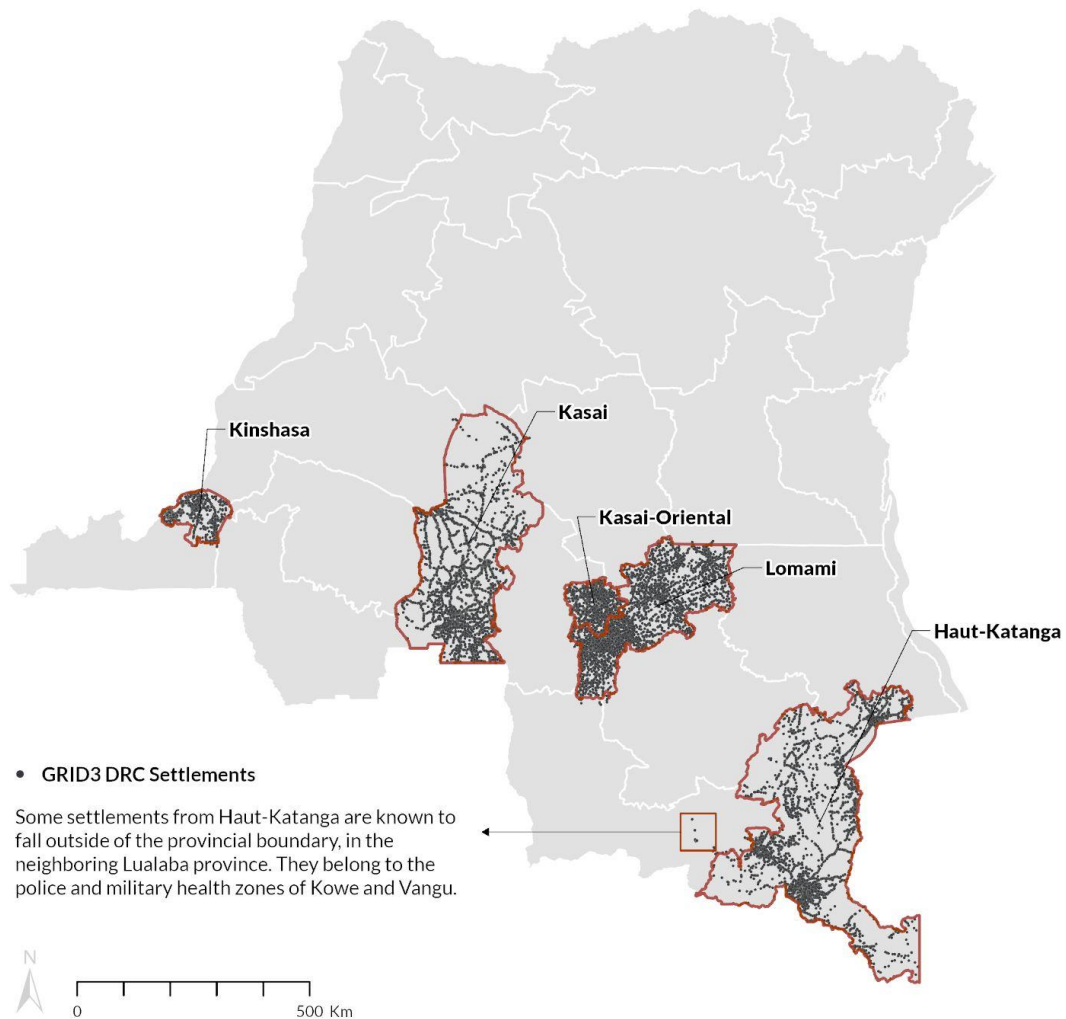 Kasai
Kinshasa
Kasai-Oriental
Lomami
Haut-Katanga
GRID3 DRC Settlements
Some settlements from Haut-Katanga are known to
fall outside of the provincial boundary, in the
neighboring Lualaba province. They belong to the
police and military health zones of Kowe and Vangu.
N
0 500 Km